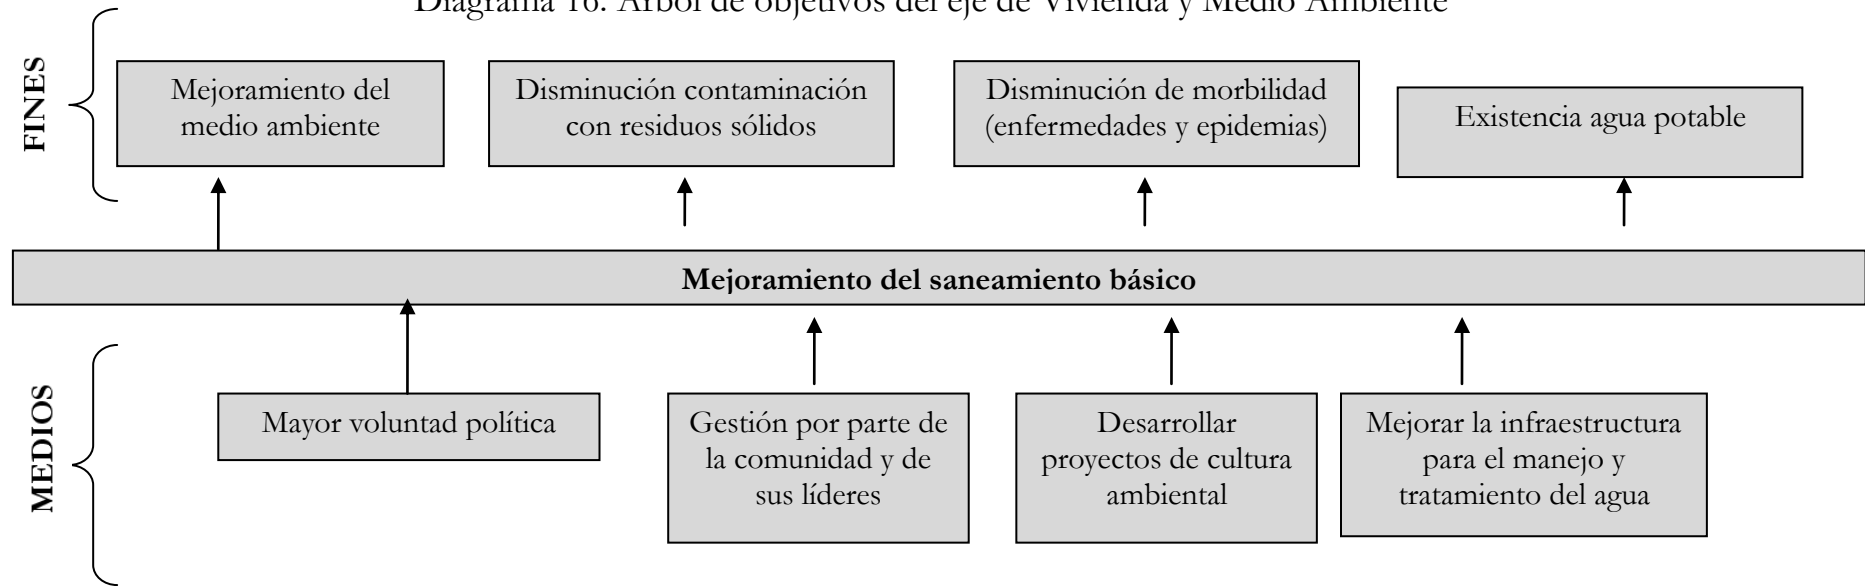 Diagrama 16. Árbol de objetivos del eje de Vivienda y Medio Ambiente
FINES
Mejoramiento del
medio ambiente
Disminución contaminación
con residuos sólidos
Disminución de morbilidad
(enfermedades y epidemias)
Existencia agua potable
Mejoramiento del saneamiento básico
MEDIOS
Mayor voluntad política
Gestión por parte de
la comunidad y de
sus líderes
Desarrollar
proyectos de cultura
ambiental
Mejorar la infraestructura
para el manejo y
tratamiento del agua